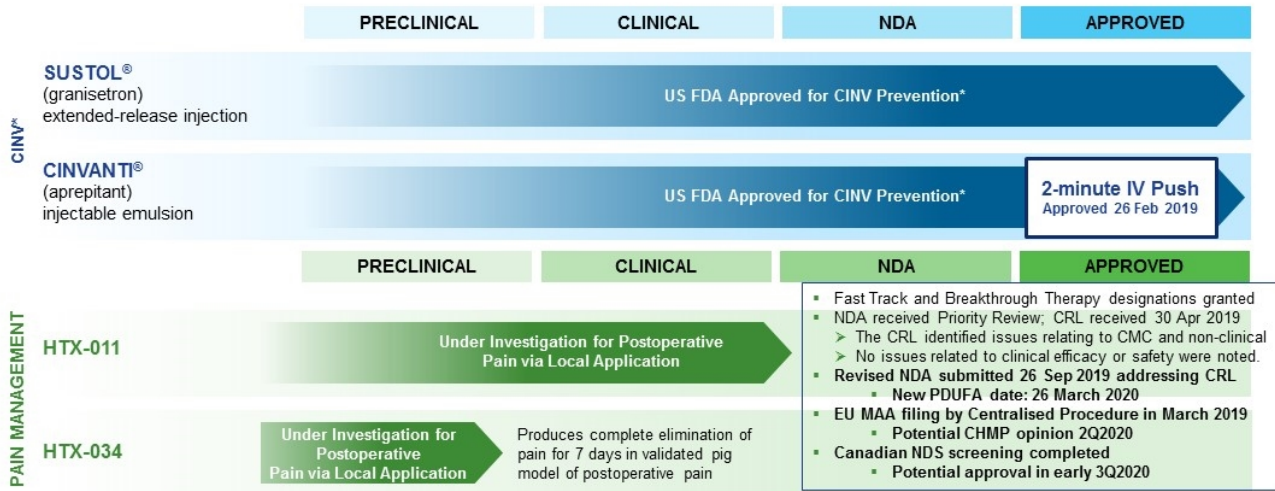 PRECLINICAL CLINICAL NDA APPROVED
CINV*
SUSTOL®
(granisetron)
extended-release injection
US FDA Approved for CINV Prevention*
CINVANTI®
(aprepitant)
injectable emulsion
US FDA Approved for CINV Prevention*
2-minute IV Push
Approved 26 Feb 2019
PRECLINICAL CLINICAL NDA APPROVED
PAIN MANAGEMENT
HTX-011
Under Investigation for Postoperative
Pain via Local Application
▪ Fast Track and Breakthrough Therapy designations granted
▪ NDA received Priority Review; CRL received 30 Apr 2019
➢ The CRL identified issues relating to CMC and non-clinical
➢ No issues related to clinical efficacy or safety were noted.
▪ Revised NDA submitted 26 Sep 2019 addressing CRL
▪ New PDUFA date: 26 March 2020
▪ EU MAA filing by Centralised Procedure in March 2019
▪ Potential CHMP opinion 2Q2020
▪ Canadian NDS screening completed
▪ Potential approval in early 3Q2020
HTX-034
Under Investigation for
Postoperative
Pain via Local Application
Produces complete elimination of
pain for 7 days in validated pig
model of postoperative pain